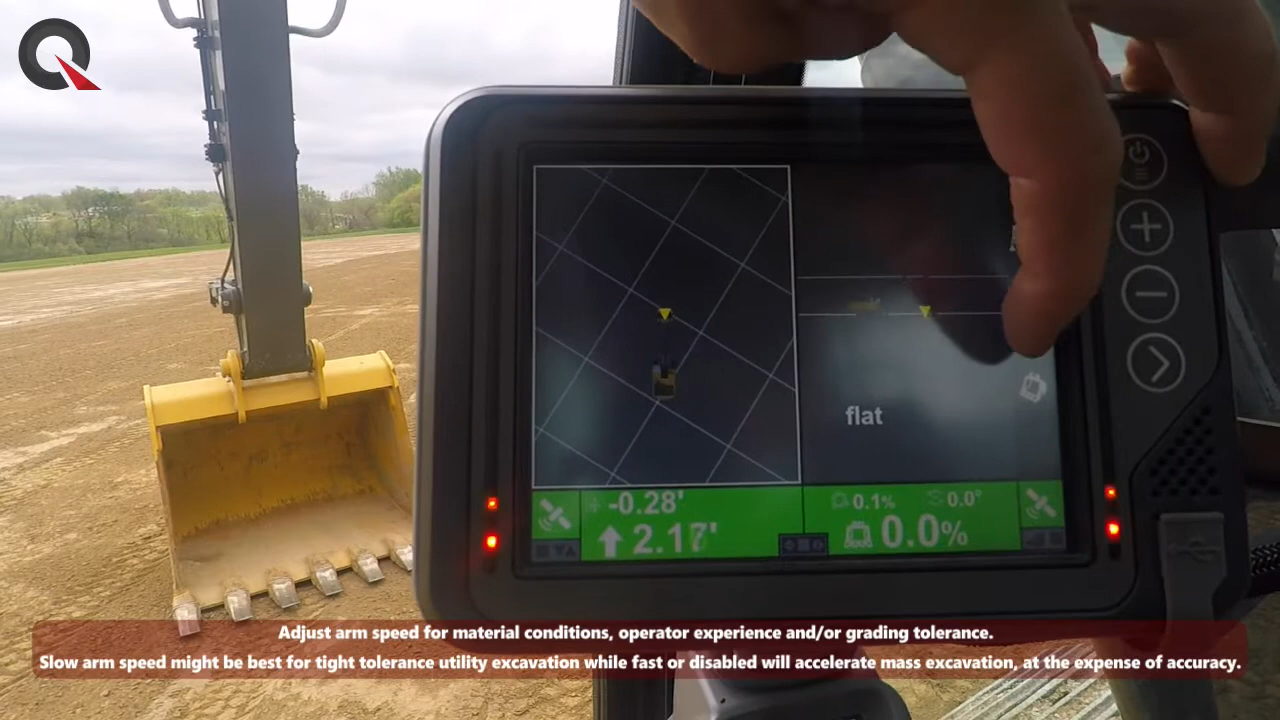 flat
-0.28'
2.17'
0.1%
0.0°
0.0%
Adjust arm speed for material conditions, operator experience and/or grading tolerance.
Slow arm speed might be best for tight tolerance utility excavation while fast or disabled will accelerate mass excavation, at the expense of accuracy.